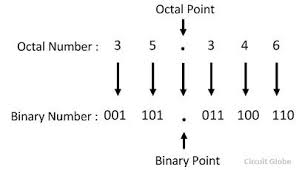 Octal Point
Octal Number : 3 5 . 3 4 6
Binary Number : 001 101 . 011 100 110
Binary Point
Circuit Globe